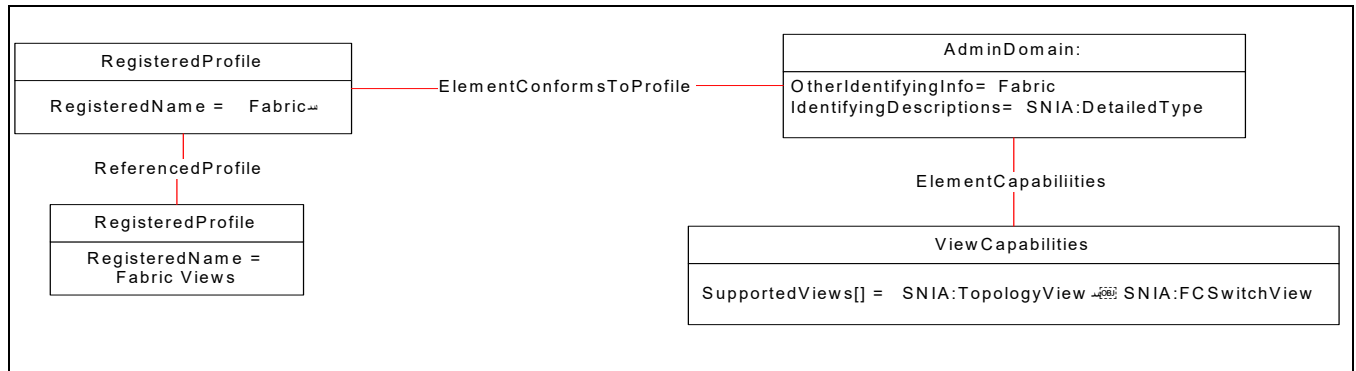 RegisteredProfile
RegisteredName = Fabric
ElementConformsToProfile
AdminDomain:
OtherIdentifyingInfo= Fabric
IdentifyingDescriptions= SNIA:DetailedType
ReferencedProfile
ElementCapabiliities
RegisteredProfile
RegisteredName =
Fabric Views
ViewCapabilities
SupportedViews[] = SNIA:TopologyView OBJ SNIA:FCSwitchView